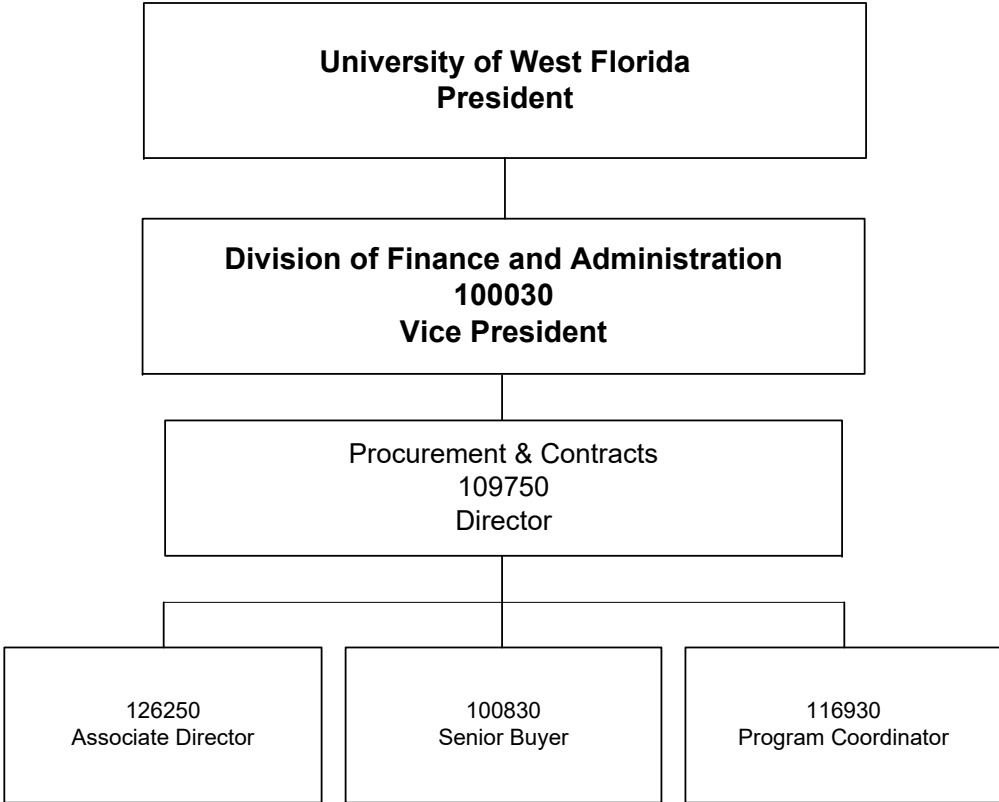 University of West Florida
President
Division of Finance and Administration
100030
Vice President
Procurement & Contracts
109750
Director
126250
Associate Director
100830
Senior Buyer
116930
Program Coordinator